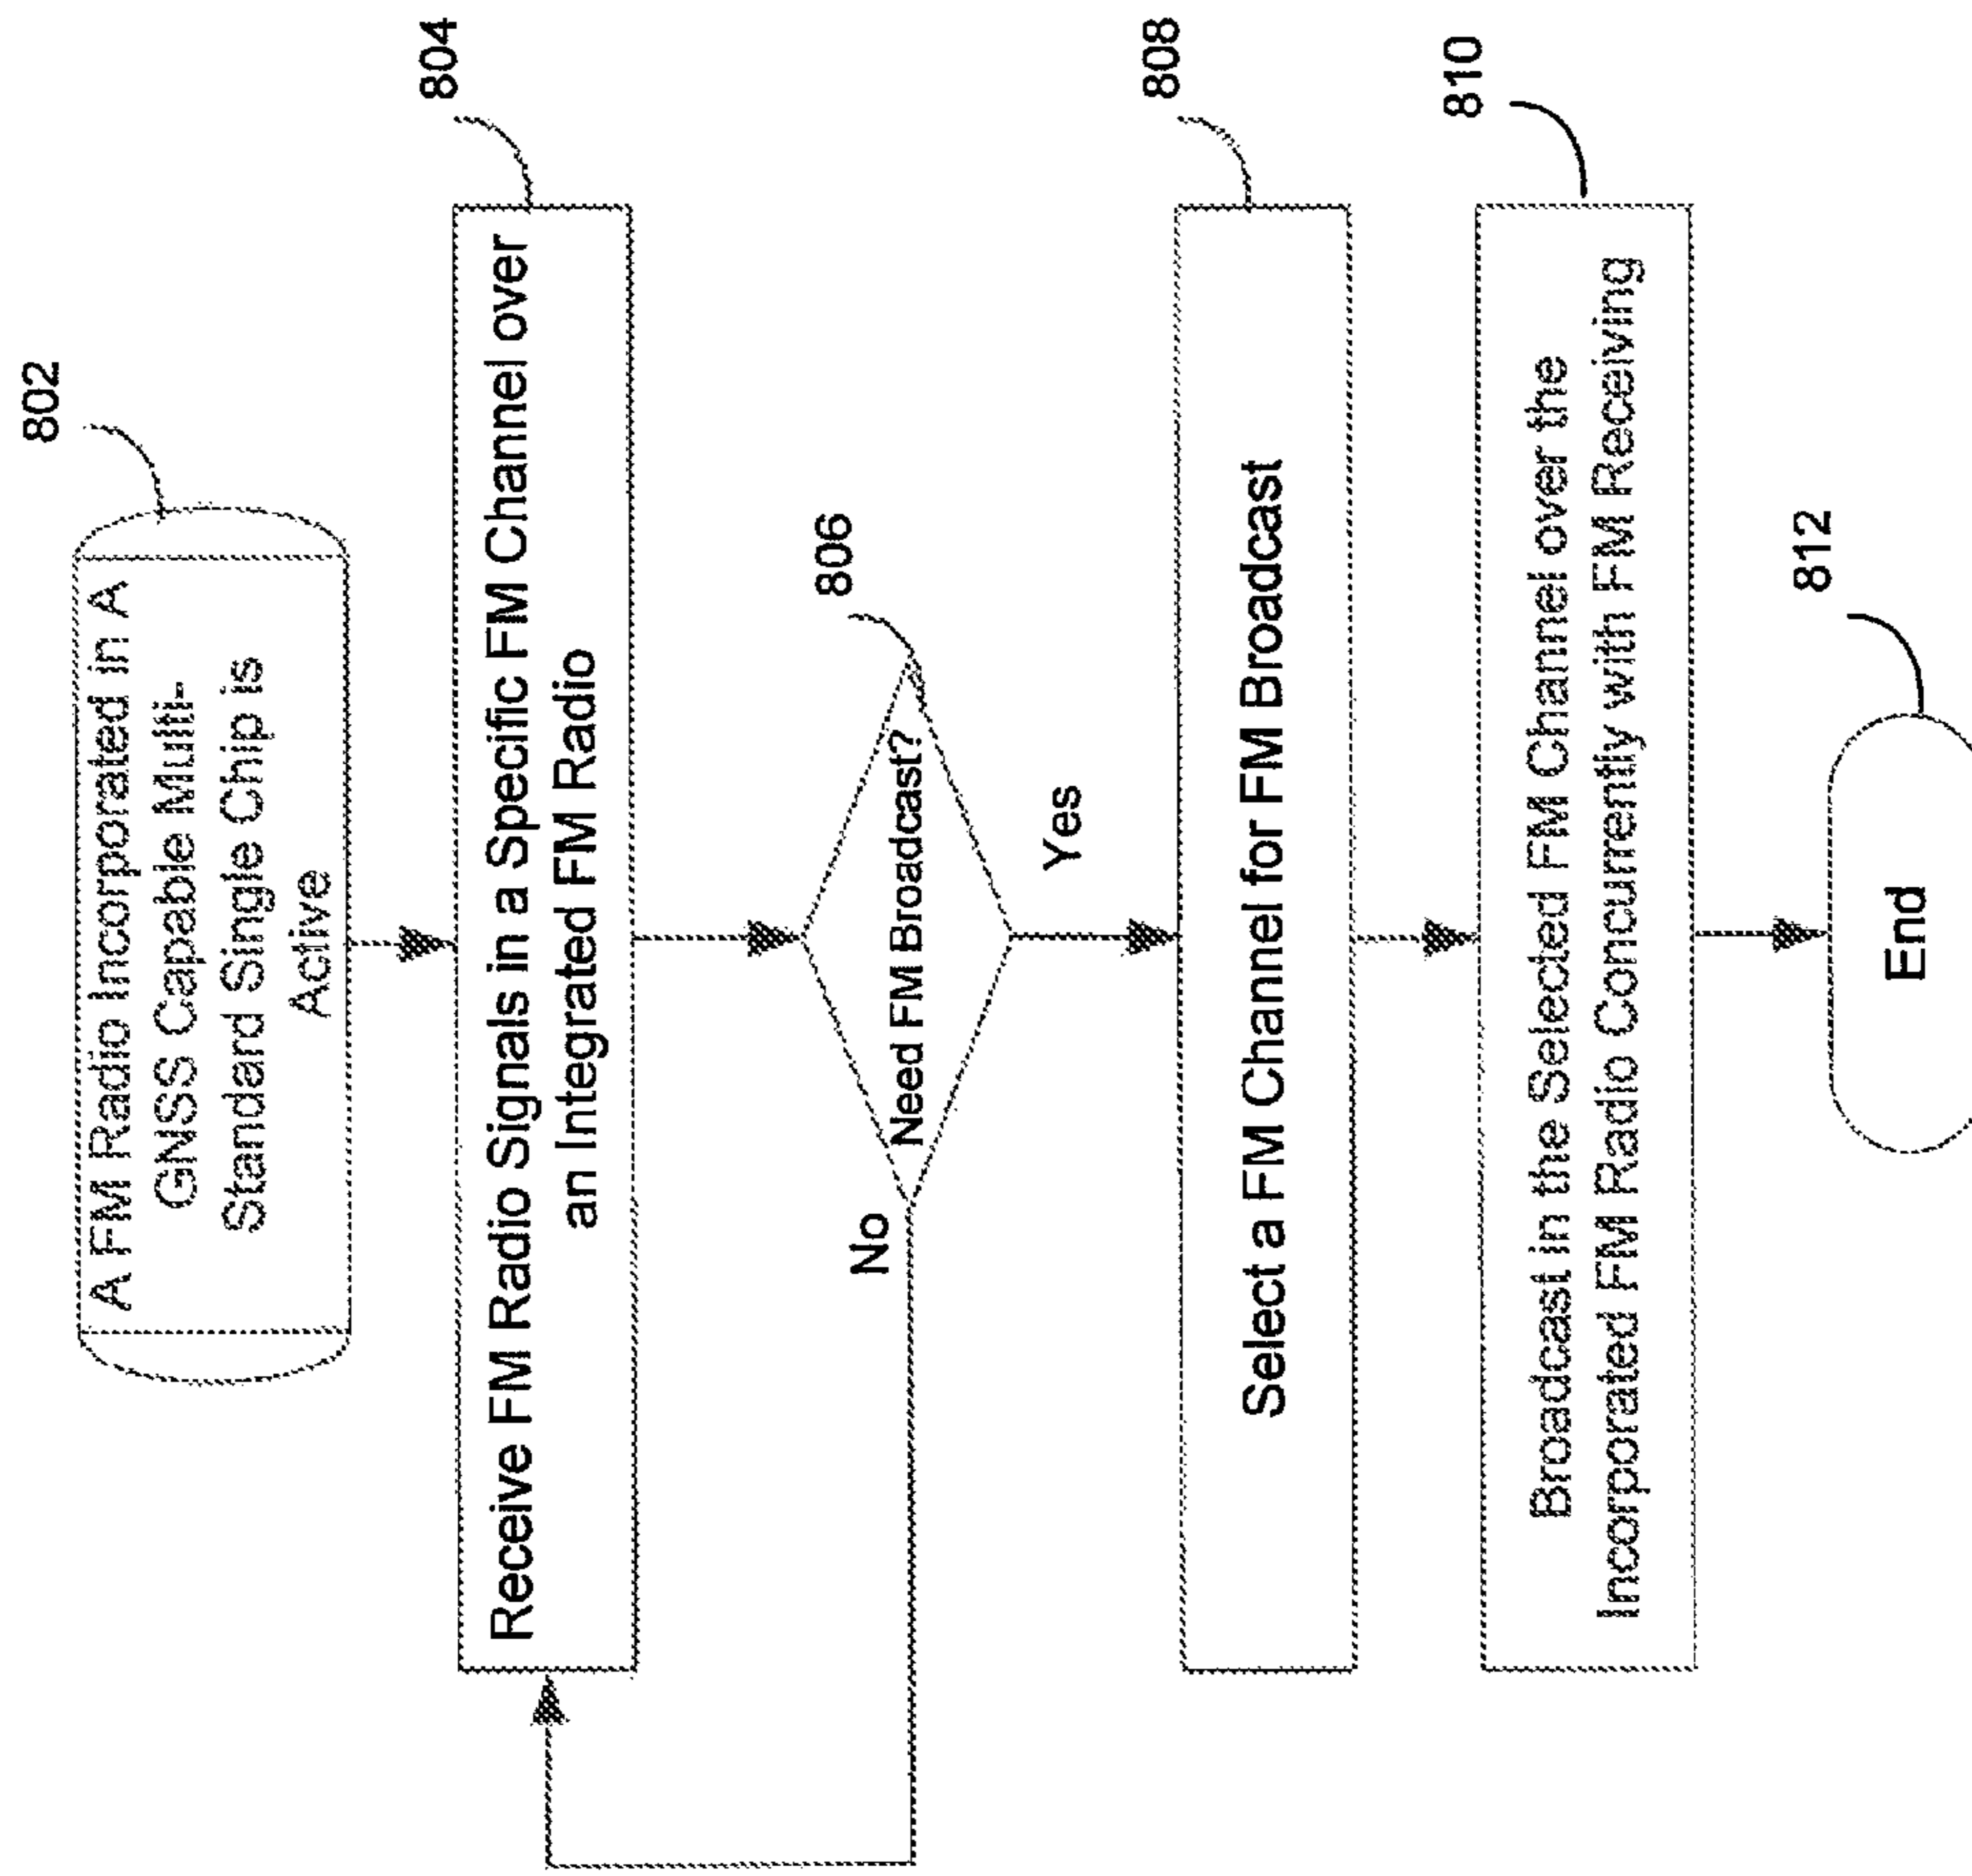 802
A FM Radio Incorporated in A
GNSS Capable Multi-
Standard Single Chip is
Active
804
Receive FM Radio Signals in a Specific FM Channel over
an Integrated FM Radio
806
Need FM Broadcast?
No
Yes
808
Select a FM Channel for FM Broadcast
810
Broadcast in the Selected FM Channel over the
Incorporated FM Radio Concurrently with FM Receiving
812
End